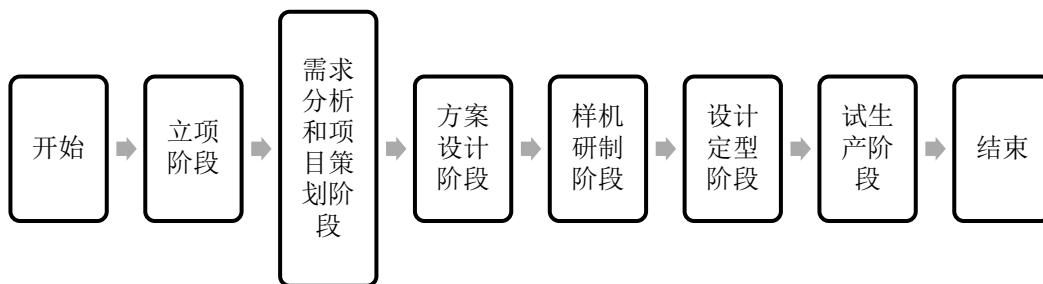 开始
立项
阶段
需求
分析
和项
目策
划阶
段
方案
设计
阶段
样机
研制
阶段
设计
定型
阶段
试生
产阶
段
结束